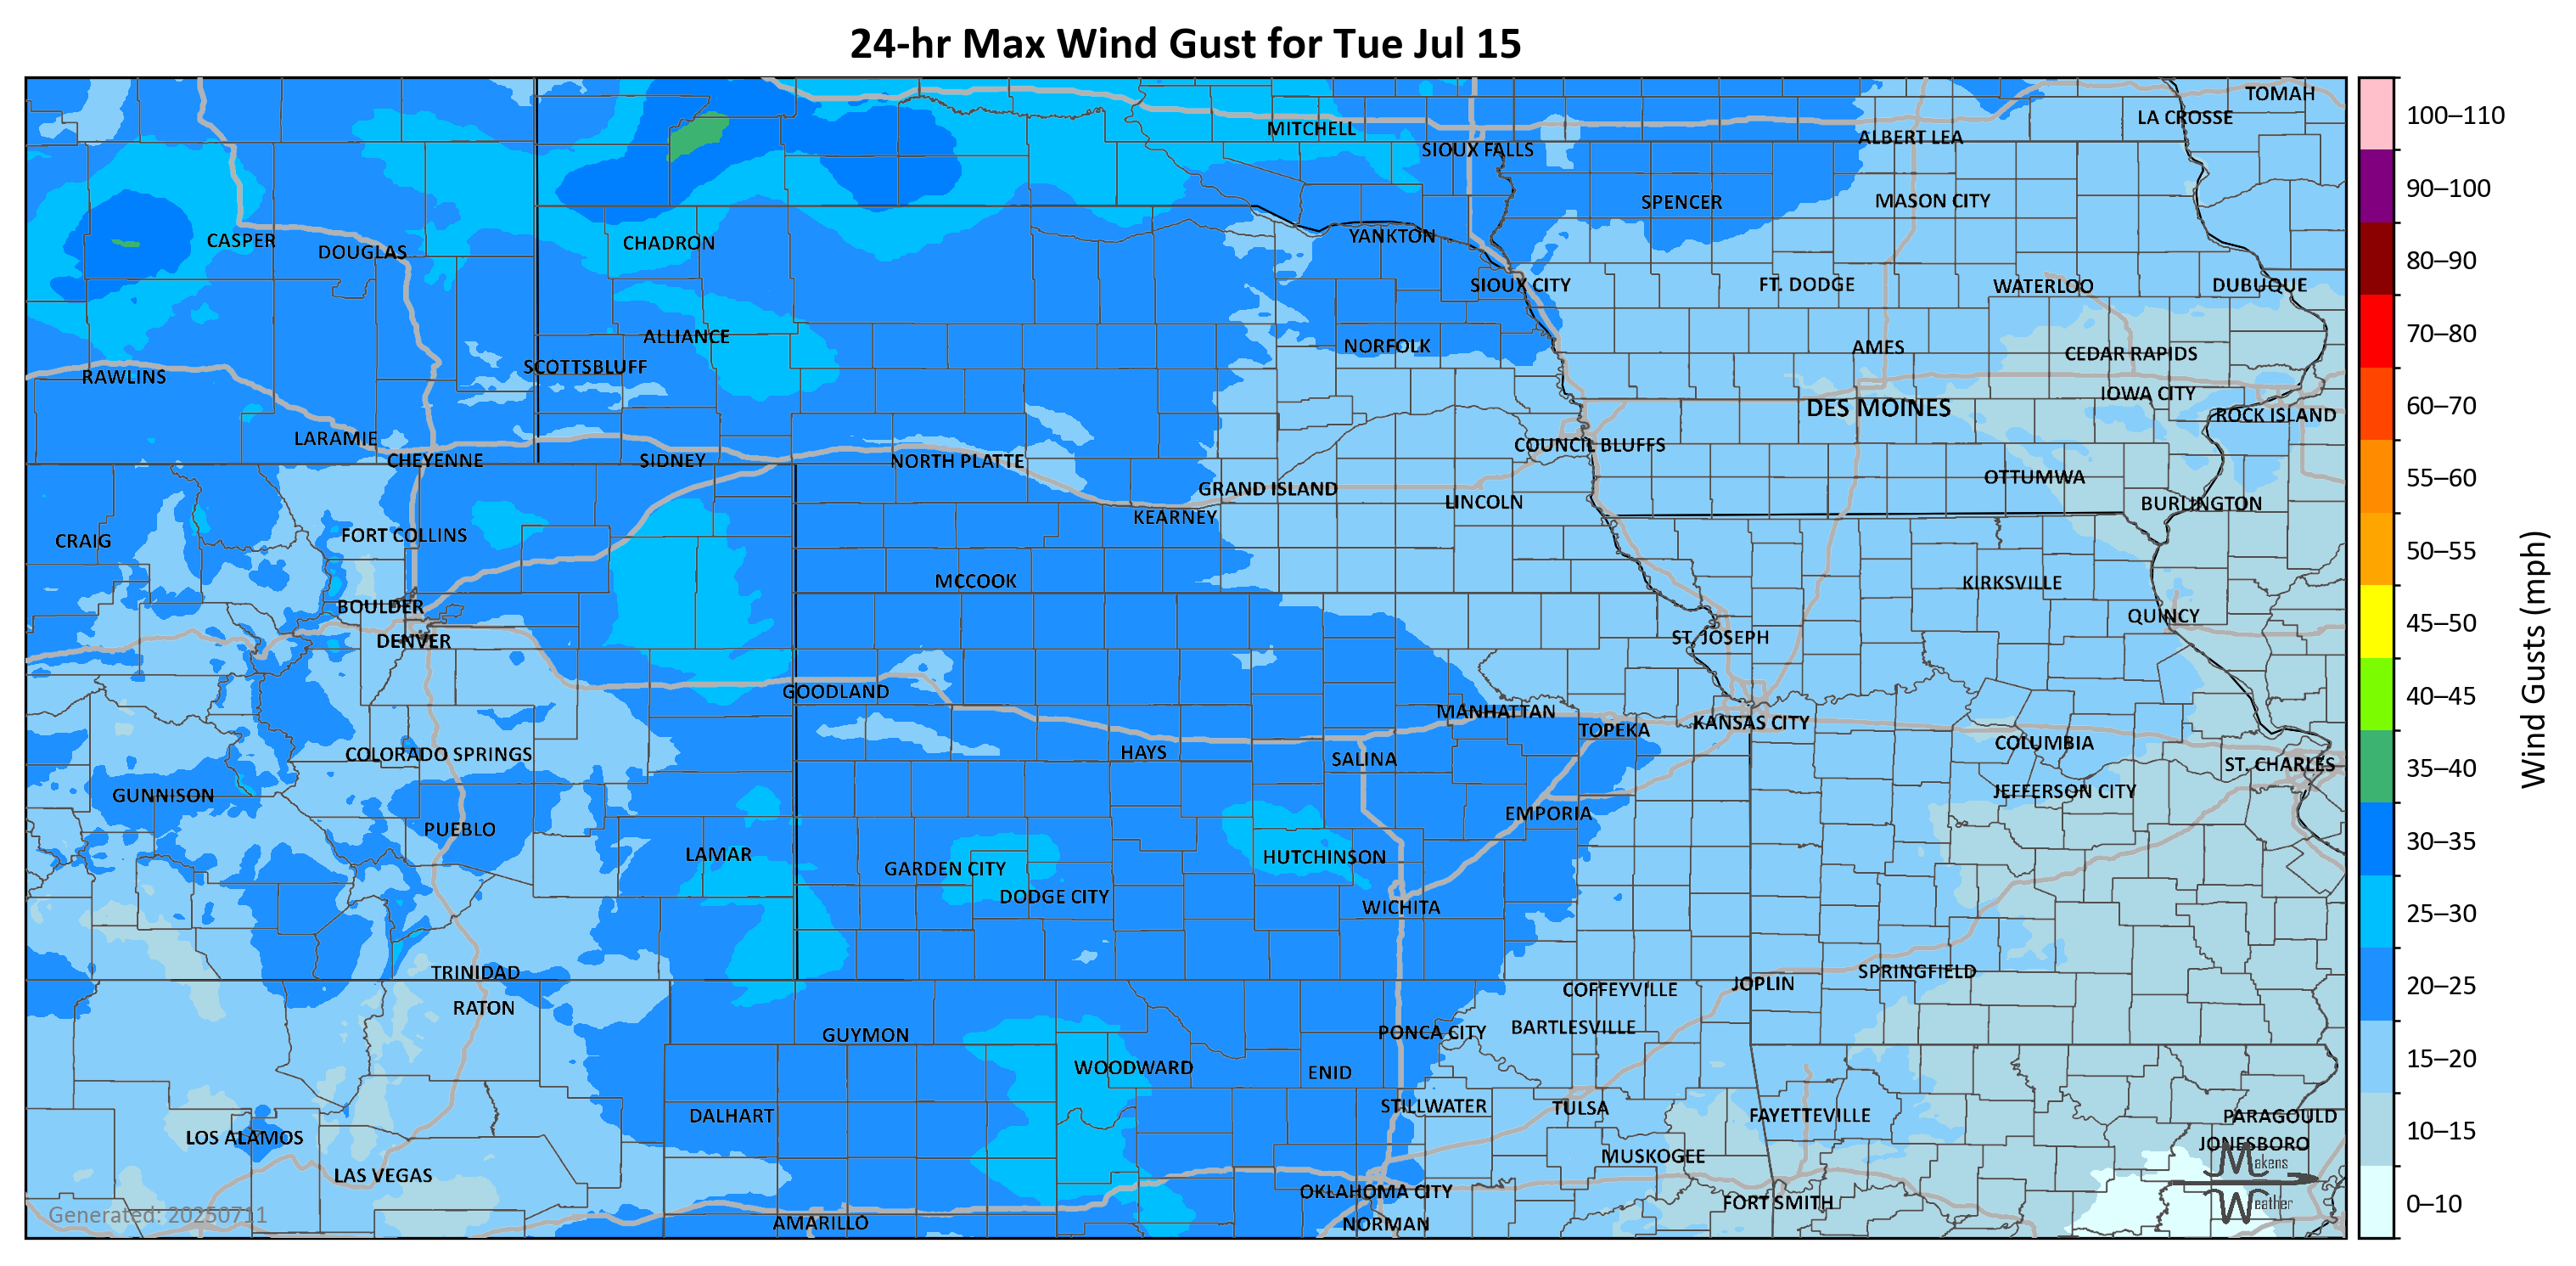 24-hr Max Wind Gust for Tue Jul 15
TOMAH
LA CROSSE
MITCHELL
ALBERT LEA
SIOUX FALLS
SPENCER
MASON CITY
CASPER
DOUGLAS
CHADRON
YANKTON
SIOUX CITY
FT. DODGE
WATERLOO
DUBUQUE
ALLIANCE
NORFOLK
AMES
CEDAR RAPIDS
SCOTTSBLUFF
RAWLINS
IOWA CITY
DES MOINES
ROCK ISLAND
LARAMIE
COUNCIL BLUFFS
CHEYENNE
SIDNEY
NORTH PLATTE
OTTUMWA
GRAND ISLAND
LINCOLN
BURLINGTON
KEARNEY
FORT COLLINS
CRAIG
MCCOOK
KIRKSVILLE
BOULDER
QUINCY
DENVER
ST. JOSEPH
GOODLAND
MANHATTAN
KANSAS CITY
TOPEKA
COLUMBIA
COLORADO SPRINGS
HAYS
SALINA
ST. CHARLES
GUNNISON
JEFFERSON CITY
EMPORIA
PUEBLO
LAMAR
HUTCHINSON
GARDEN CITY
DODGE CITY
WICHITA
TRINIDAD
SPRINGFIELD
JOPLIN
COFFEYVILLE
RATON
BARTLESVILLE
GUYMON
PONCA CITY
WOODWARD
ENID
STILLWATER
TULSA
DALHART
FAYETTEVILLE
PARAGOULD
LOS ALAMOS
JONESBORO
MUSKOGEE
LAS VEGAS
OKLAHOMA CITY
FORT SMITH
AMARILLO
NORMAN
Makens
Weather
Generated: 20250711
100–110
90–100
80–90
70–80
60–70
55–60
50–55
45–50
40–45
35–40
30–35
25–30
20–25
15–20
10–15
0–10
Wind Gusts (mph)